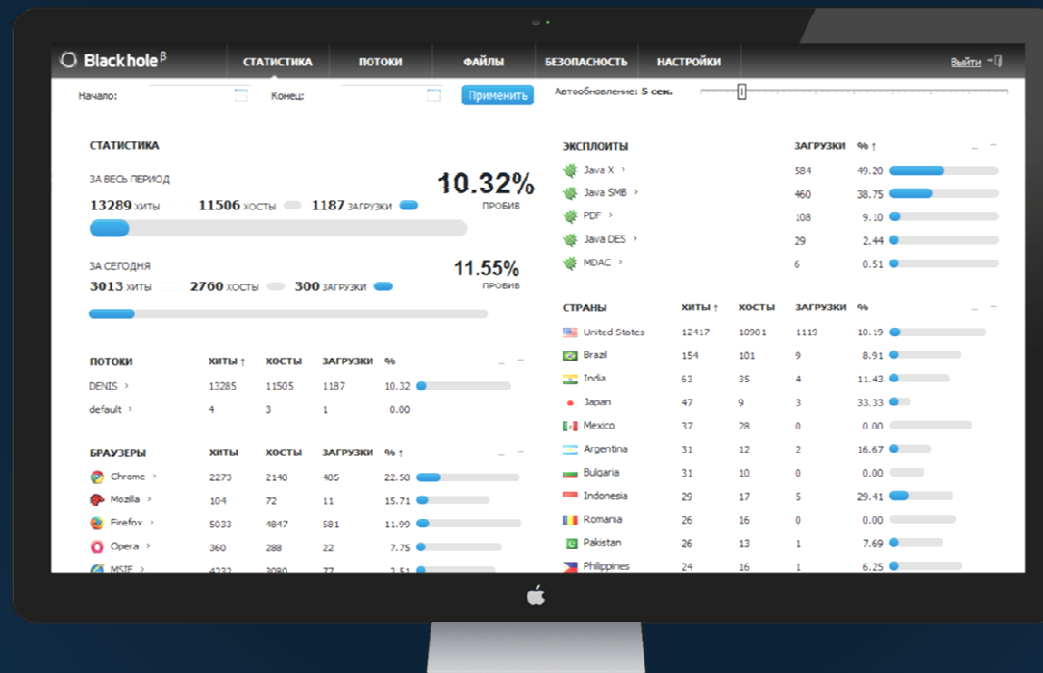 Blackhole β
СТАТИСТИКА ПОТОКИ ФАЙЛЫ БЕЗОПАСНОСТЬ НАСТРОЙКИ Выйти
Начало: Конец: Применить Автообновление: 5 сек.
СТАТИСТИКА
ЗА ВЕСЬ ПЕРИОД
10.32%
ПРОБИВ
13289 ХИТЫ 11506 ХОСТЫ 1187 ЗАГРУЗКИ
ЗА СЕГОДНЯ
11.55%
ПРОБИВ
3013 ХИТЫ 2760 ХОСТЫ 300 ЗАГРУЗКИ
ПОТОКИ ХИТЫ ↑ ХОСТЫ ЗАГРУЗКИ %
DENIS > 13285 11505 1187 10.32
default > 4 3 1 0.00
БРАУЗЕРЫ ХИТЫ ХОСТЫ ЗАГРУЗКИ % ↑
Chrome > 2273 2140 485 22.50
Mozilla > 104 72 11 15.71
Firefox > 5033 4847 581 11.99
Opera > 360 288 22 7.75
MSIE > 4232 3080 77 2.51
ЭКСПЛОИТЫ ЗАГРУЗКИ % ↑
Java X > 584 49.20
Java SMB > 460 38.75
PDF > 108 9.10
Java DES > 29 2.44
MDAC > 6 0.51
СТРАНЫ ХИТЫ ↑ ХОСТЫ ЗАГРУЗКИ %
United States 12417 10981 1119 10.19
Brazil 154 101 9 8.91
India 63 35 4 11.43
Japan 47 9 3 33.33
Mexico 37 28 0 0.00
Argentina 31 12 2 16.67
Bulgaria 31 10 0 0.00
Indonesia 29 17 5 29.41
Romania 26 16 0 0.00
Pakistan 26 13 1 7.69
Philippines 24 16 1 6.25